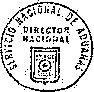 SERVICIO NACIONAL DE ADUANAS
DIRECTOR
NACIONAL